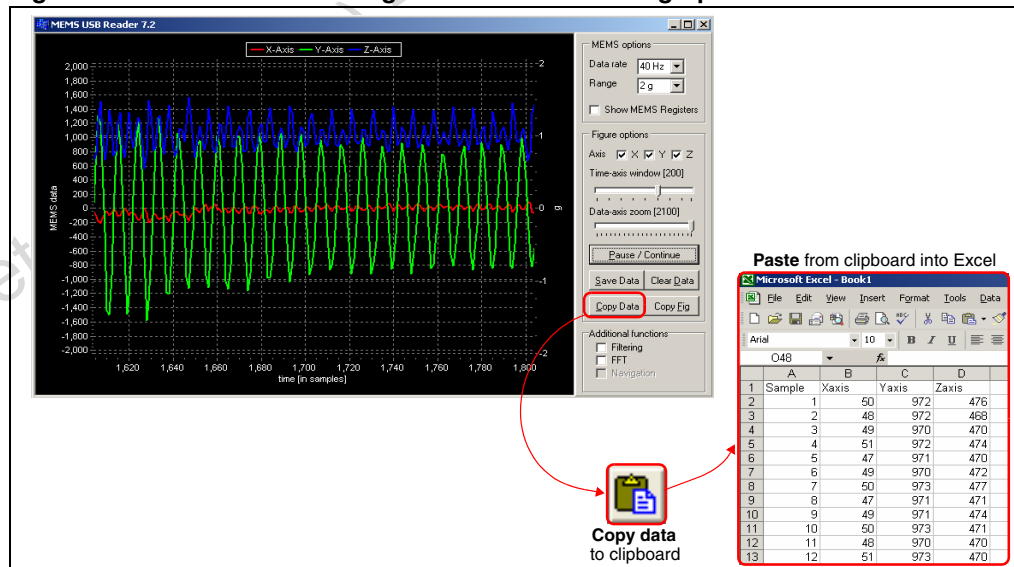 MEMS USB Reader 7.2
X-Axis Y-Axis Z-Axis
MEMS data
2,000
1,800
1,600
1,400
1,200
1,000
800
600
400
200
0
-200
-400
-600
-800
-1,000
-1,200
-1,400
-1,600
-1,800
-2,000
2
1
0
-1
-2
g
1,620 1,640 1,660 1,680 1,700 1,720 1,740 1,760 1,780 1,800
time [in samples]
MEMS options
Data rate 40 Hz
Range 2 g
Show MEMS Registers
Figure options
Axis X Y Z
Time-axis window [200]
Data-axis zoom [2100]
Pause / Continue
Save Data Clear Data
Copy Data Copy Fig
Additional functions
Filtering
FFT
Navigation
Copy data
to clipboard
Paste from clipboard into Excel
Microsoft Excel - Book1
File Edit View Insert Format Tools Data
Arial 10 B I U
O48 fx
A B C D
1 Sample Xaxis Yaxis Zaxis
2 1 50 972 476
3 2 48 972 468
4 3 49 970 470
5 4 51 972 474
6 5 47 971 470
7 6 49 970 472
8 7 50 973 477
9 8 47 971 471
10 9 49 971 474
11 10 50 973 471
12 11 48 970 470
13 12 51 973 470